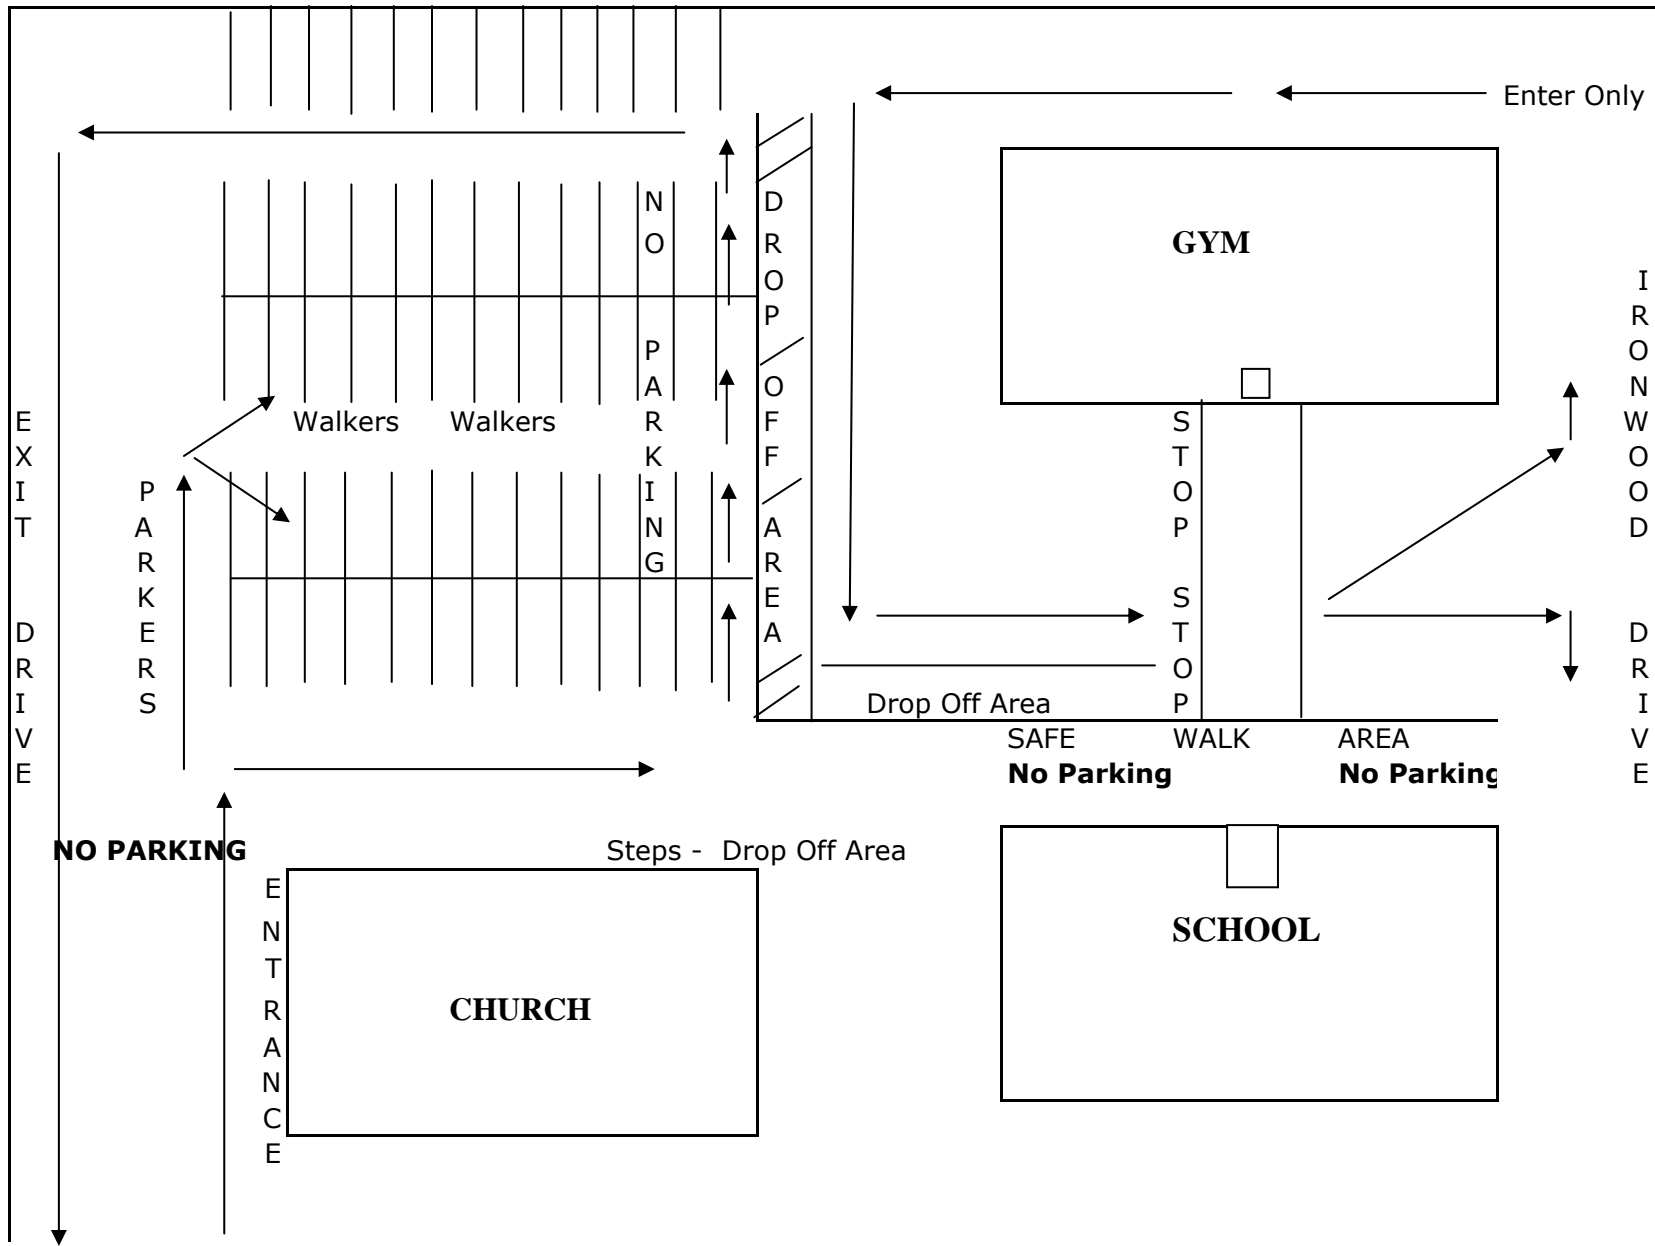 Enter Only
GYM
NO PARKING
DROP OFF AREA
IRONWOOD DRIVE
EXIT DRIVE
PARKERS
Walkers Walkers
STOP STOP
Drop Off Area
SAFE WALK AREA
No Parking No Parking
NO PARKING
Steps - Drop Off Area
ENTRANCE
CHURCH
SCHOOL